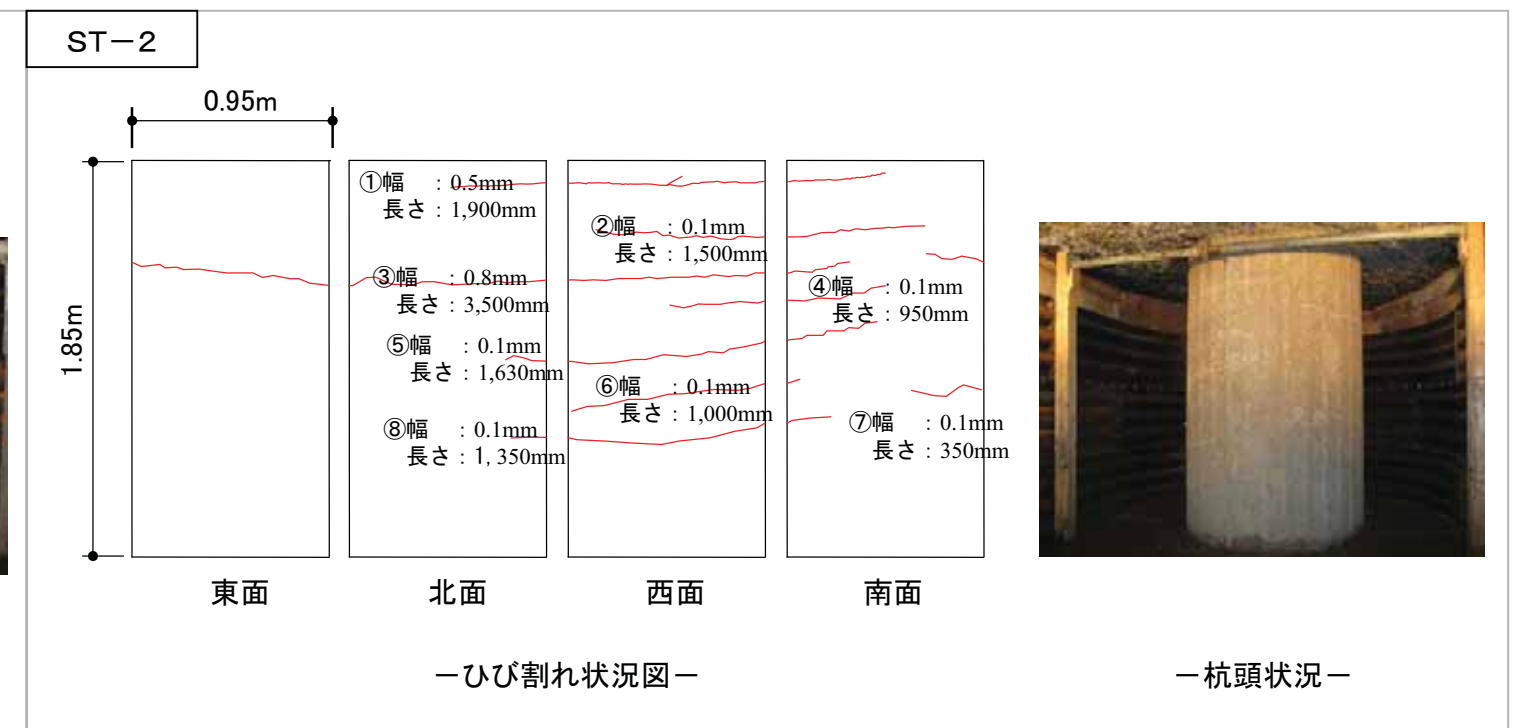 ST－2
0.95m
1.85m
①幅　：0.5mm
長さ：1,900mm
②幅　：0.1mm
長さ：1,500mm
③幅　：0.8mm
長さ：3,500mm
④幅　：0.1mm
長さ：950mm
⑤幅　：0.1mm
長さ：1,630mm
⑥幅　：0.1mm
長さ：1,000mm
⑦幅　：0.1mm
長さ：350mm
⑧幅　：0.1mm
長さ：1,350mm
東面
北面
西面
南面
－ひび割れ状況図－
－杭頭状況－